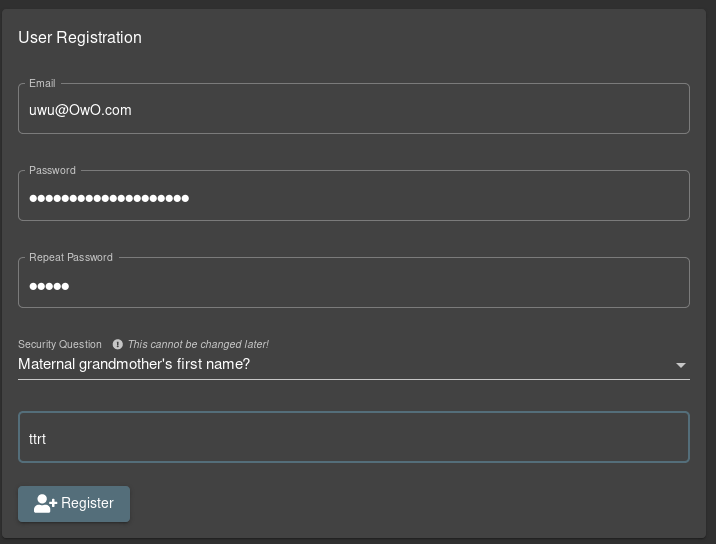 User Registration
Email
uwu@OwO.com
Password
••••••••••••••••••••
Repeat Password
•••••
Security Question This cannot be changed later!
Maternal grandmother's first name?
ttrt
Register